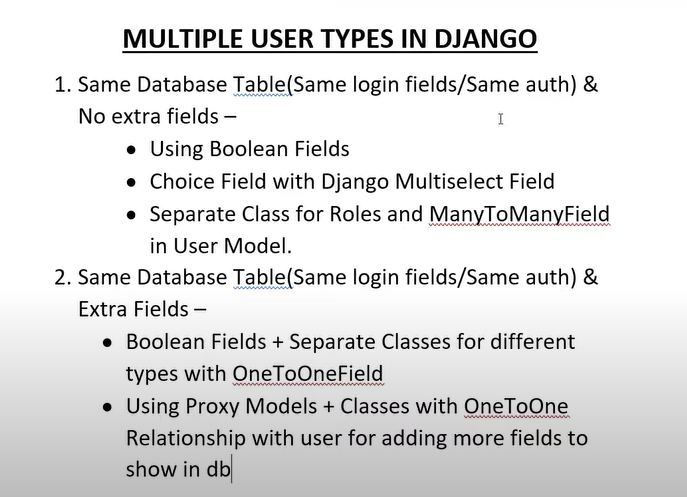 MULTIPLE USER TYPES IN DJANGO
1. Same Database Table(Same login fields/Same auth) &
No extra fields –
• Using Boolean Fields
• Choice Field with Django Multiselect Field
• Separate Class for Roles and ManyToManyField
in User Model.
2. Same Database Table(Same login fields/Same auth) &
Extra Fields –
• Boolean Fields + Separate Classes for different
types with OneToOneField
• Using Proxy Models + Classes with OneToOne
Relationship with user for adding more fields to
show in db